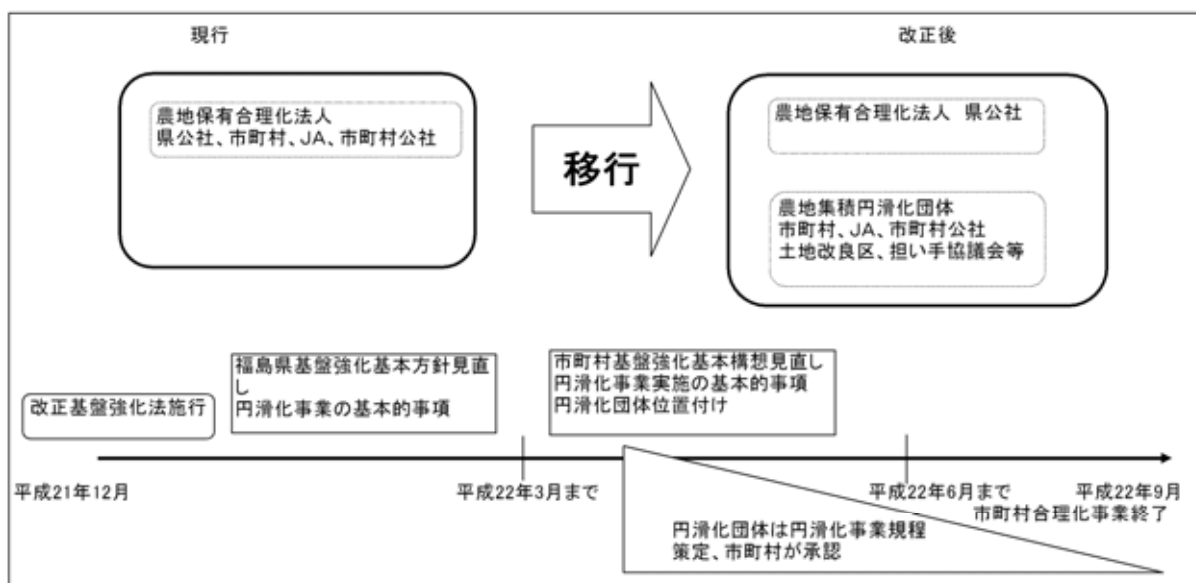 現行
改正後
農地保有合理化法人
県公社、市町村、JA、市町村公社
移行
農地保有合理化法人 県公社
農地集積円滑化団体
市町村、JA、市町村公社
土地改良区、担い手協議会等
改正基盤強化法施行
福島県基盤強化基本方針見直
し
円滑化事業の基本的事項
市町村基盤強化基本構想見直し
円滑化事業実施の基本的事項
円滑化団体位置付け
平成21年12月
平成22年3月まで
平成22年6月まで
平成22年9月
市町村合理化事業終了
円滑化団体は円滑化事業規程
策定、市町村が承認